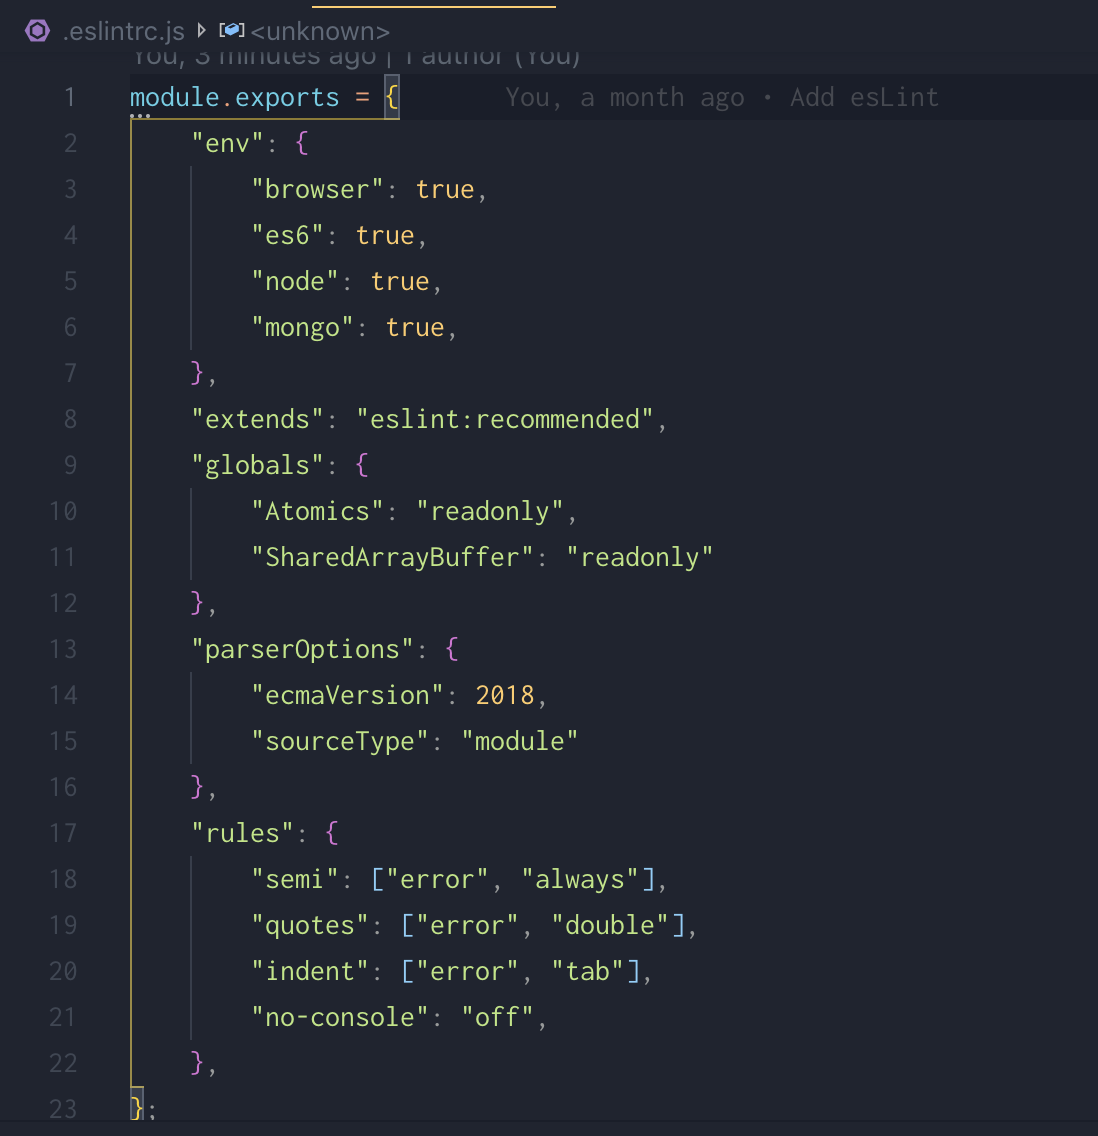 .eslintrc.js <unknown>
You, 3 minutes ago | 1 author (You)
1 module.exports = { You, a month ago • Add esLint
2 "env": {
3 "browser": true,
4 "es6": true,
5 "node": true,
6 "mongo": true,
7 },
8 "extends": "eslint:recommended",
9 "globals": {
10 "Atomics": "readonly",
11 "SharedArrayBuffer": "readonly"
12 },
13 "parserOptions": {
14 "ecmaVersion": 2018,
15 "sourceType": "module"
16 },
17 "rules": {
18 "semi": ["error", "always"],
19 "quotes": ["error", "double"],
20 "indent": ["error", "tab"],
21 "no-console": "off",
22 },
23 };